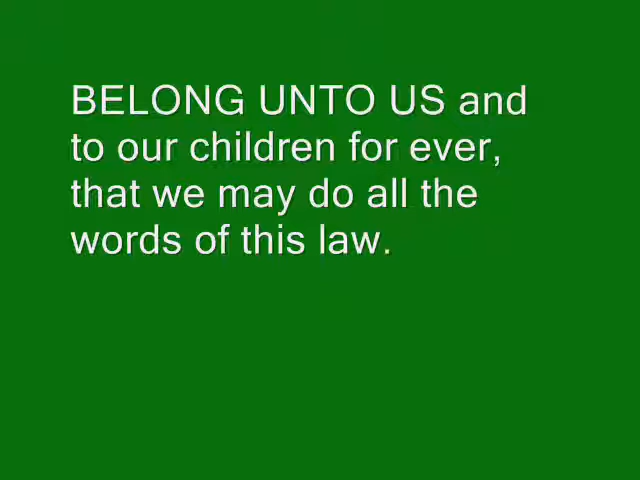 BELONG UNTO US and
to our children for ever,
that we may do all the
words of this law.